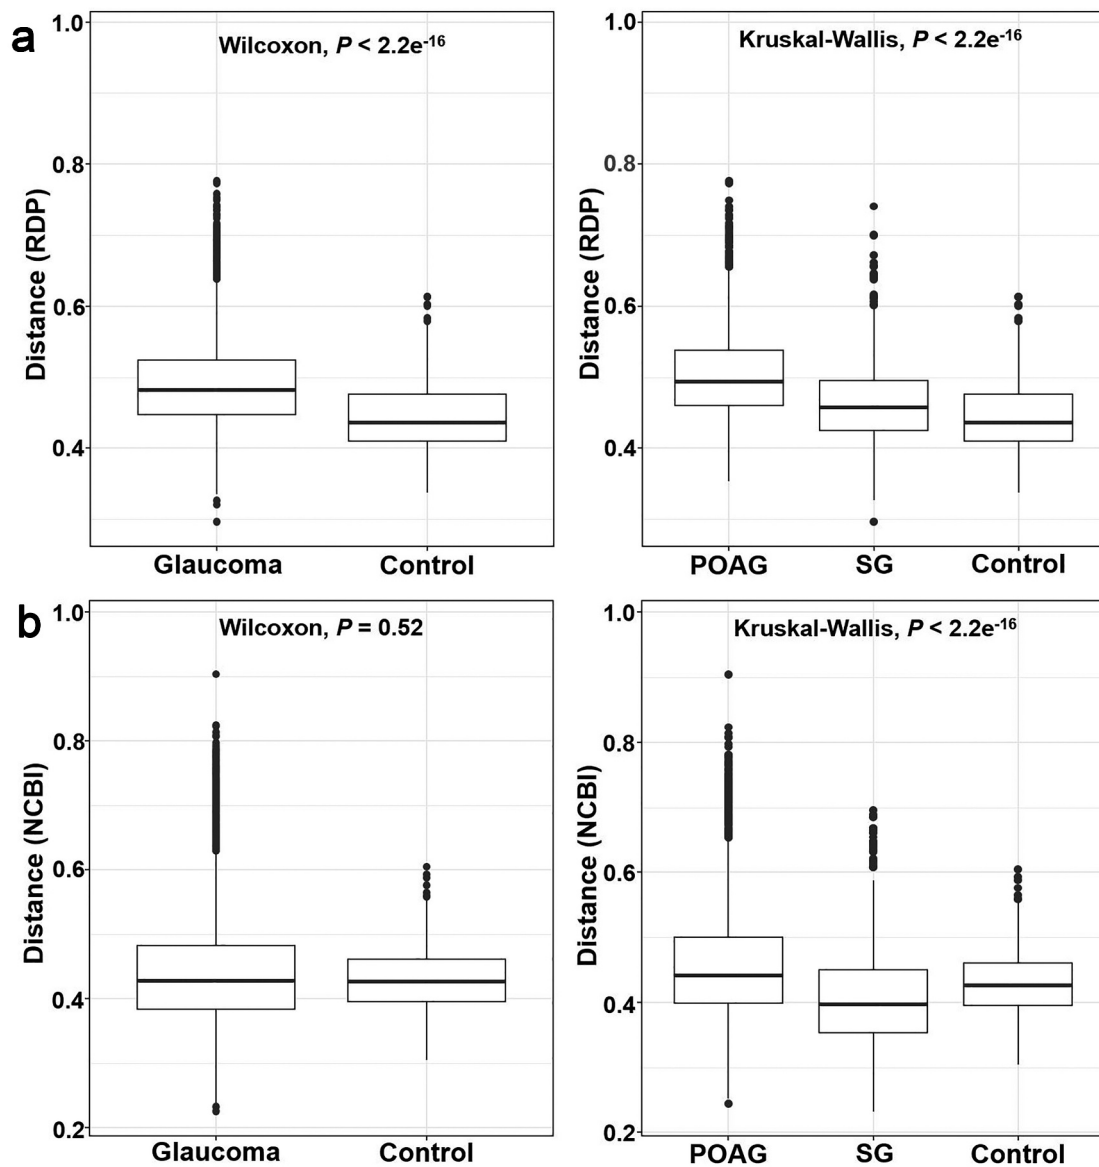 a
Wilcoxon, P < 2.2e-16
Distance (RDP)
1.0
0.8
0.6
0.4
Glaucoma Control
Kruskal-Wallis, P < 2.2e-16
Distance (RDP)
1.0
0.8
0.6
0.4
POAG SG Control
b
Wilcoxon, P = 0.52
Distance (NCBI)
1.0
0.8
0.6
0.4
0.2
Glaucoma Control
Kruskal-Wallis, P < 2.2e-16
Distance (NCBI)
1.0
0.8
0.6
0.4
0.2
POAG SG Control